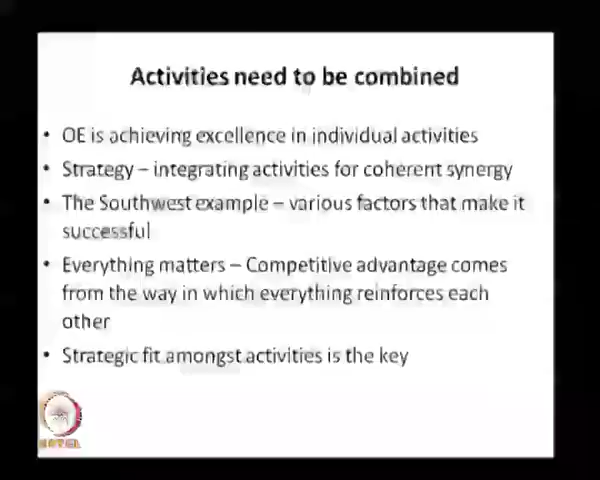 Activities need to be combined
• OE is achieving excellence in individual activities
• Strategy – integrating activities for coherent synergy
• The Southwest example – various factors that make it
successful
• Everything matters – Competitive advantage comes
from the way in which everything reinforces each
other
• Strategic fit amongst activities is the key
NPTEL